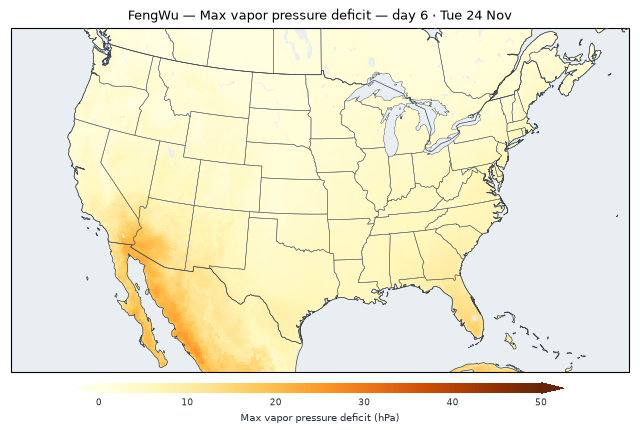 FengWu — Max vapor pressure deficit — day 6 · Tue 24 Nov
0 10 20 30 40 50
Max vapor pressure deficit (hPa)